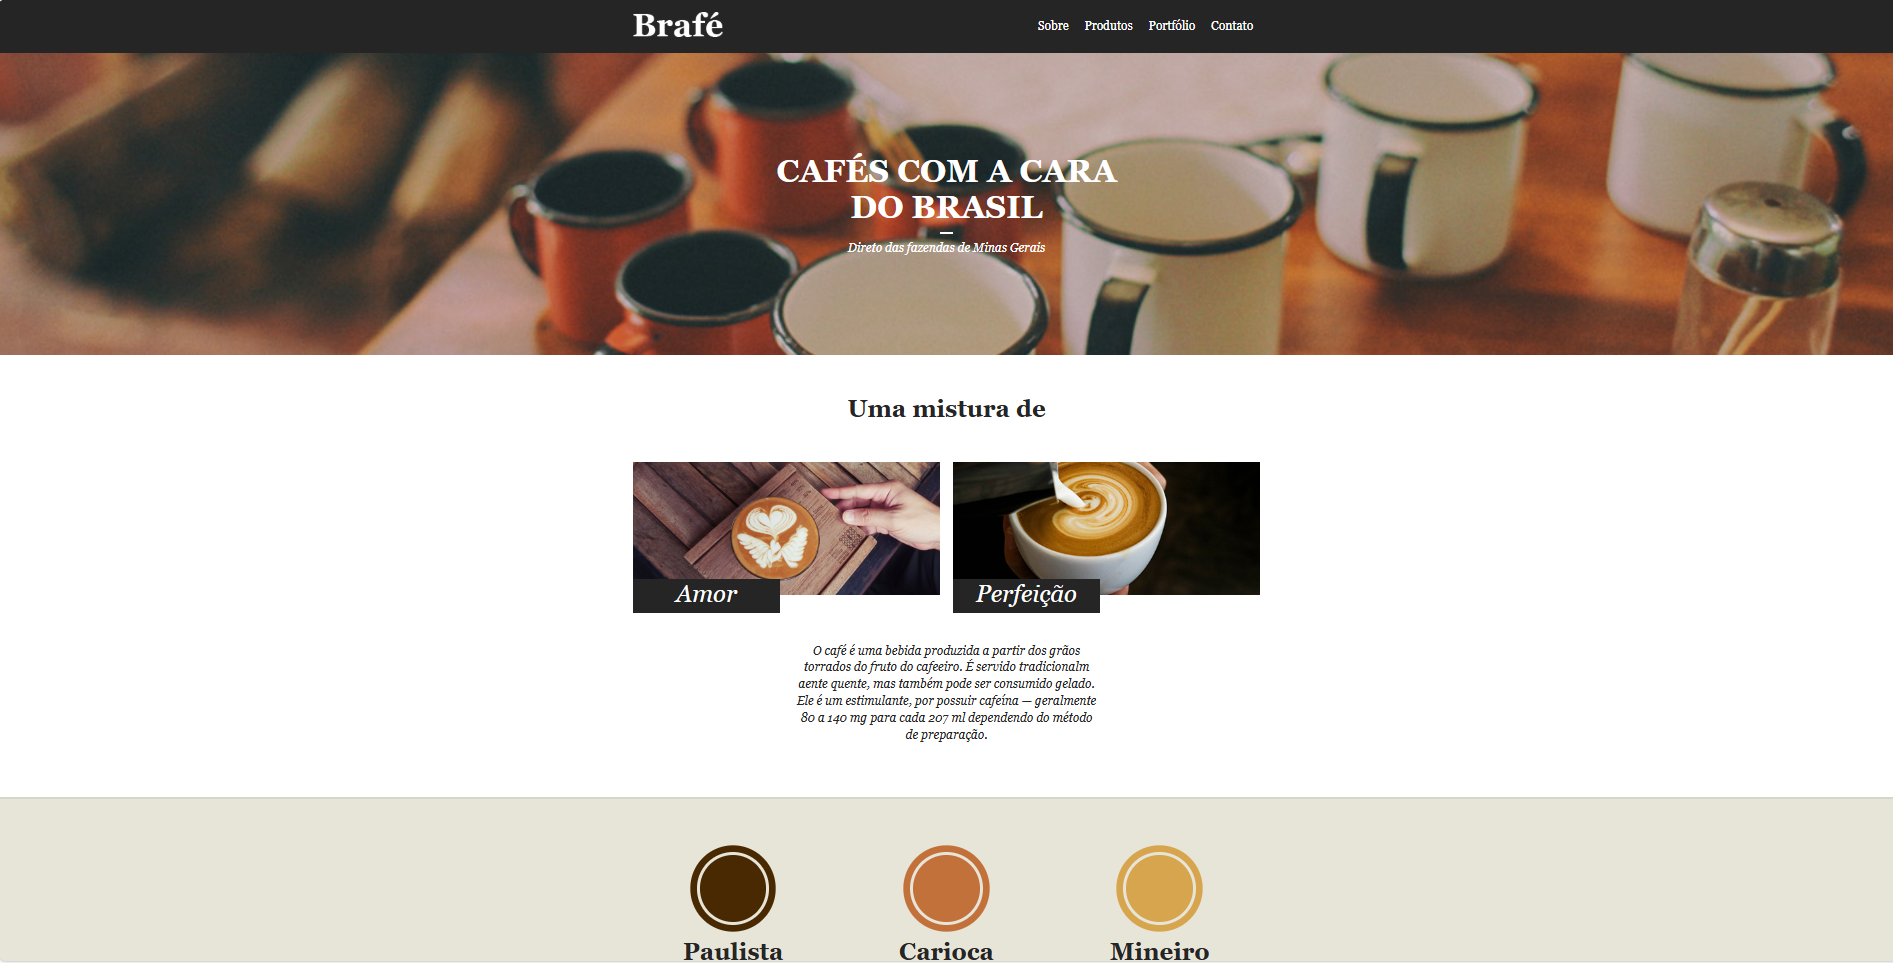 Brafé
Sobre Produtos Portfólio Contato
CAFÉS COM A CARA
DO BRASIL
Direto das fazendas de Minas Gerais
Uma mistura de
Amor
Perfeição
O café é uma bebida produzida a partir dos grãos
torrados do fruto do cafeeiro. É servido tradicionalm
aente quente, mas também pode ser consumido gelado.
Ele é um estimulante, por possuir cafeína — geralmente
80 a 140 mg para cada 207 ml dependendo do método
de preparação.
Paulista
Carioca
Mineiro